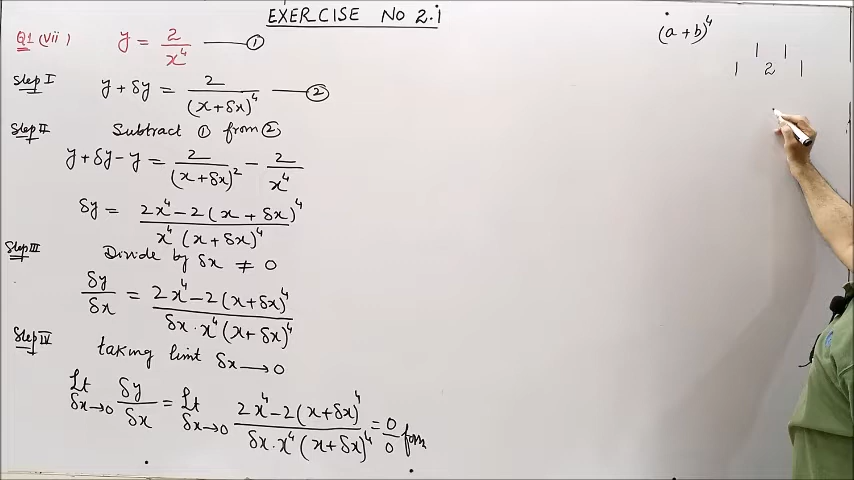 EXERCISE No 2.1
Q1 (vii) y = 2/x⁴ —— ①
Step I y + δy = 2/(x + δx)⁴ —— ②
Step II Subtract ① from ②
y + δy − y = 2/(x + δx)² − 2/x⁴
δy = 2x⁴ − 2(x + δx)⁴/x⁴(x + δx)⁴
Step III Divide by δx ≠ 0
δy/δx = 2x⁴ − 2(x + δx)⁴/δx · x⁴(x + δx)⁴
Step IV taking limt δx → 0
Lt δx→0 δy/δx = Lt δx→0 2x⁴ − 2(x + δx)⁴/δx · x⁴(x + δx)⁴ = 0/0 form
(a + b)⁴
1 1
1 2 1